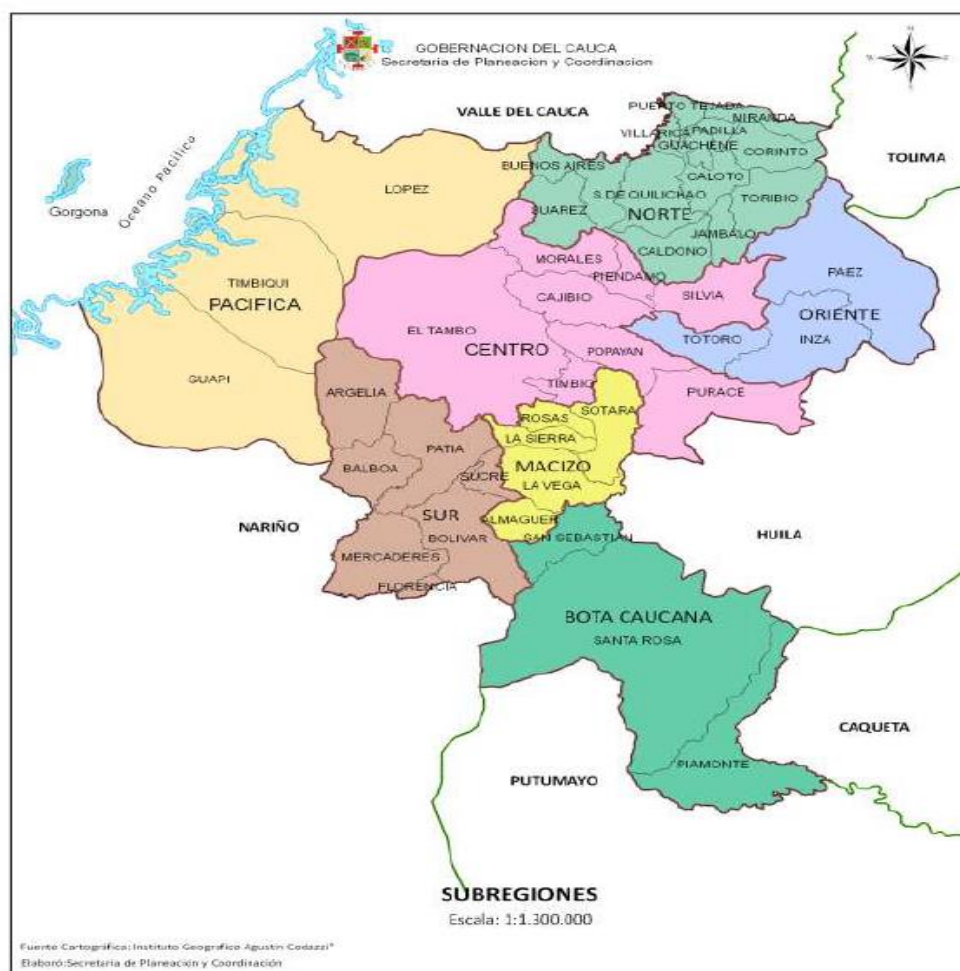 GOBERNACION DEL CAUCA
Secretaria de Planeacion y Coordinacion
VALLE DEL CAUCA
PUERTO TEJADA
MIRANDA
VILLARICA
PADILLA
GUACHENE
CORINTO
TOLIMA
BUENOS AIRES
CALOTO
LOPEZ
S DE QUILICHAO
TORIBIO
Oceano Pacifico
Gorgona
SUAREZ
NORTE
JAMBALO
CALDONO
MORALES
PIENDAMO
PAEZ
TIMBIQUI
PACIFICA
CAJIBIO
SILVIA
ORIENTE
EL TAMBO
CENTRO
POPAYAN
TOTORO
INZA
GUAPI
TIMBIO
PURACE
ARGELIA
SOTARA
ROSAS
LA SIERRA
PATIA
BALBOA
SUCRE
MACIZO
LA VEGA
NARIÑO
SUR
ALMAGUER
BOLIVAR
SAN SEBASTIAN
HUILA
MERCADERES
FLORENCIA
BOTA CAUCANA
SANTA ROSA
CAQUETA
PIAMONTE
PUTUMAYO
SUBREGIONES
Escala: 1:1.300.000
Fuente Cartográfica: Instituto Geografico Agustin Codazzi"
Elaboró:Secretaria de Planeacion y Coordinación